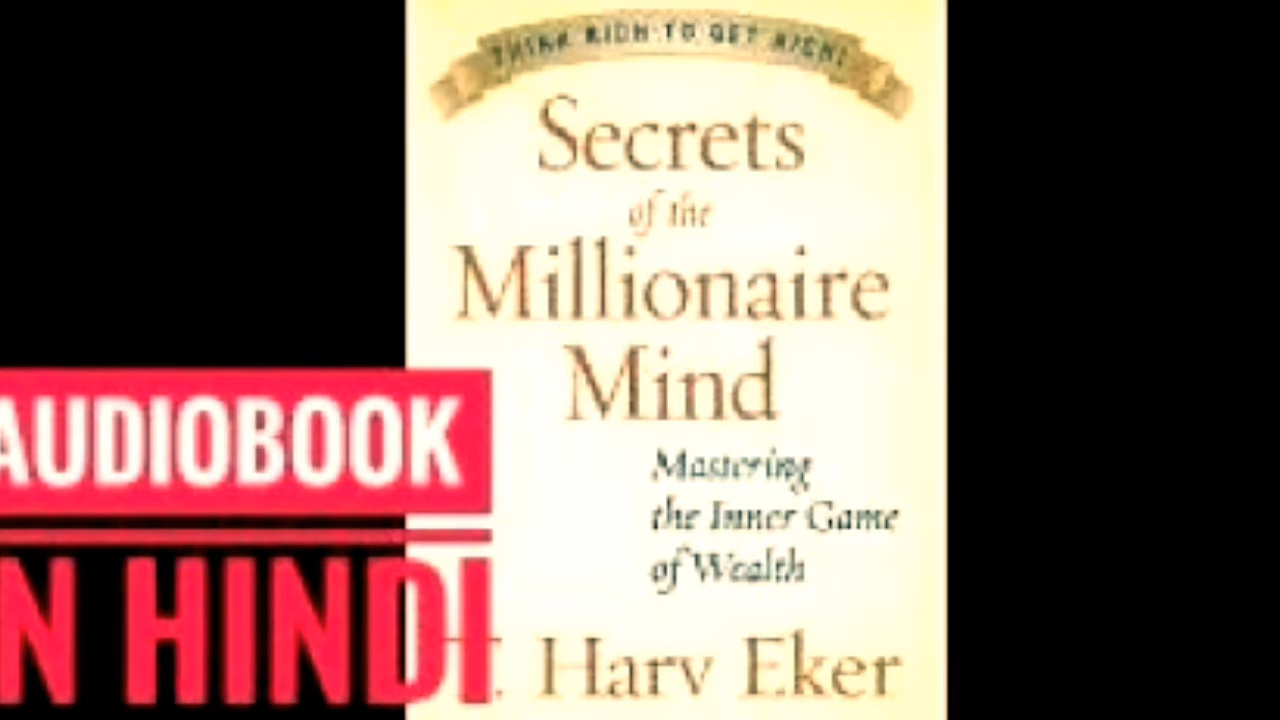 THINK RICH TO GET RICH!
Secrets
of the
Millionaire
Mind
Mastering
the Inner Game
of Wealth
. Harv Eker
AUDIOBOOK
N HINDI